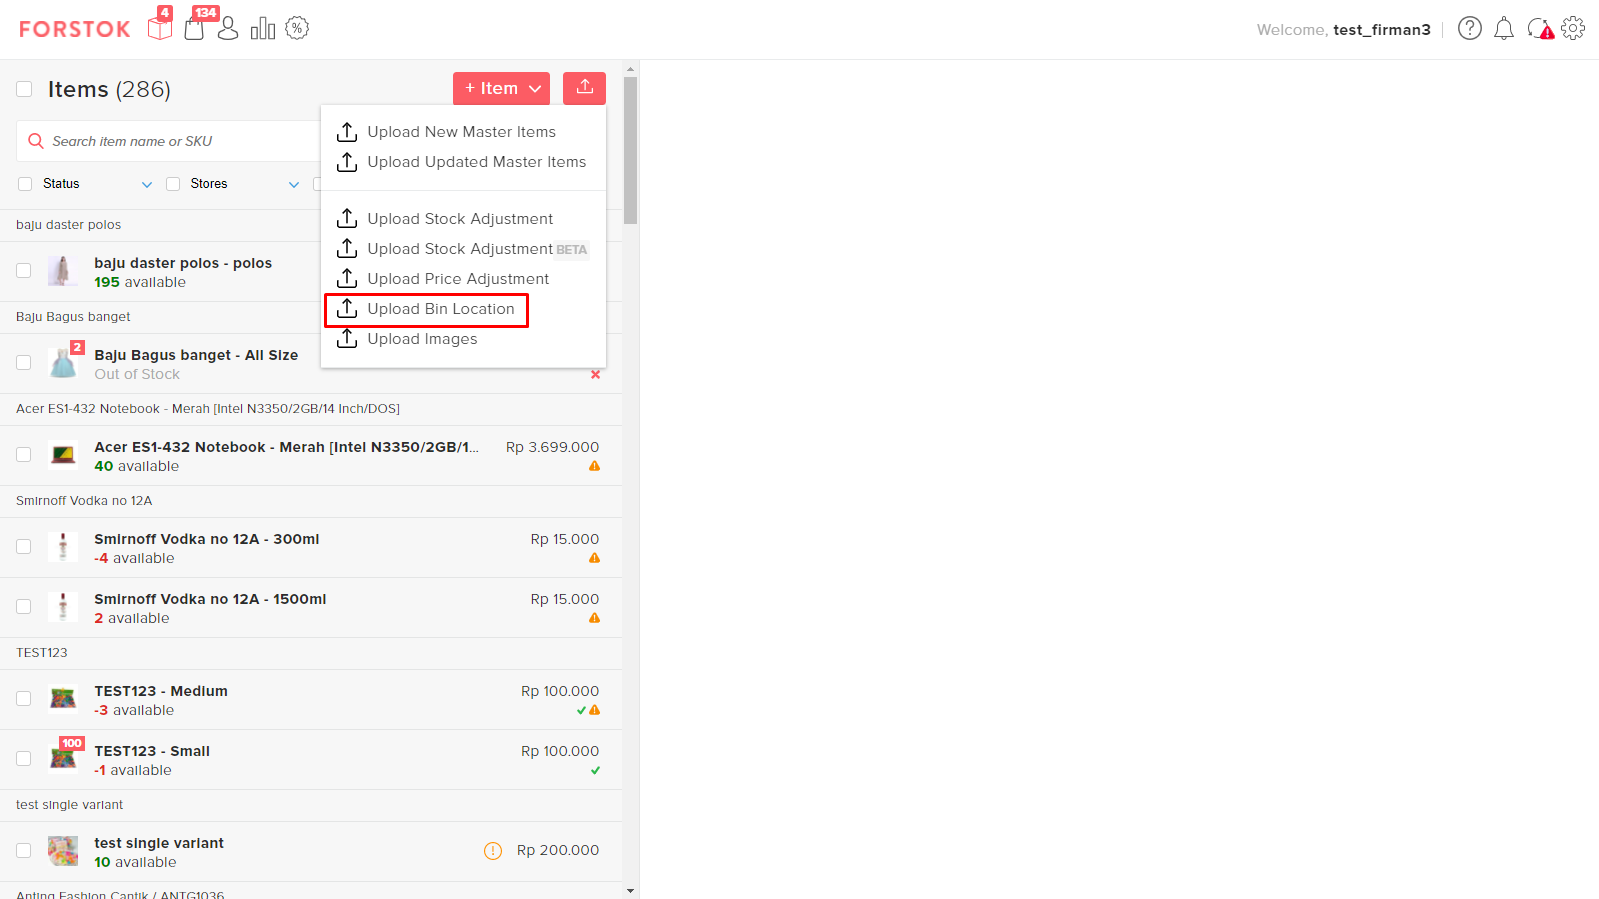 FORSTOK
4
134
Welcome, test_firman3
Items (286)
+ Item
Search item name or SKU
Status
Stores
Upload New Master Items
Upload Updated Master Items
Upload Stock Adjustment
Upload Stock Adjustment BETA
Upload Price Adjustment
Upload Bin Location
Upload Images
baju daster polos
baju daster polos - polos
195 available
Baju Bagus banget
2
Baju Bagus banget - All Size
Out of Stock
Acer ES1-432 Notebook - Merah [Intel N3350/2GB/14 Inch/DOS]
Acer ES1-432 Notebook - Merah [Intel N3350/2GB/1... Rp 3.699.000
40 available
Smirnoff Vodka no 12A
Smirnoff Vodka no 12A - 300ml Rp 15.000
-4 available
Smirnoff Vodka no 12A - 1500ml Rp 15.000
2 available
TEST123
TEST123 - Medium Rp 100.000
-3 available
100
TEST123 - Small Rp 100.000
-1 available
test single variant
test single variant
10 available
Rp 200.000
Anting Fashion Cantik / ANTG1036